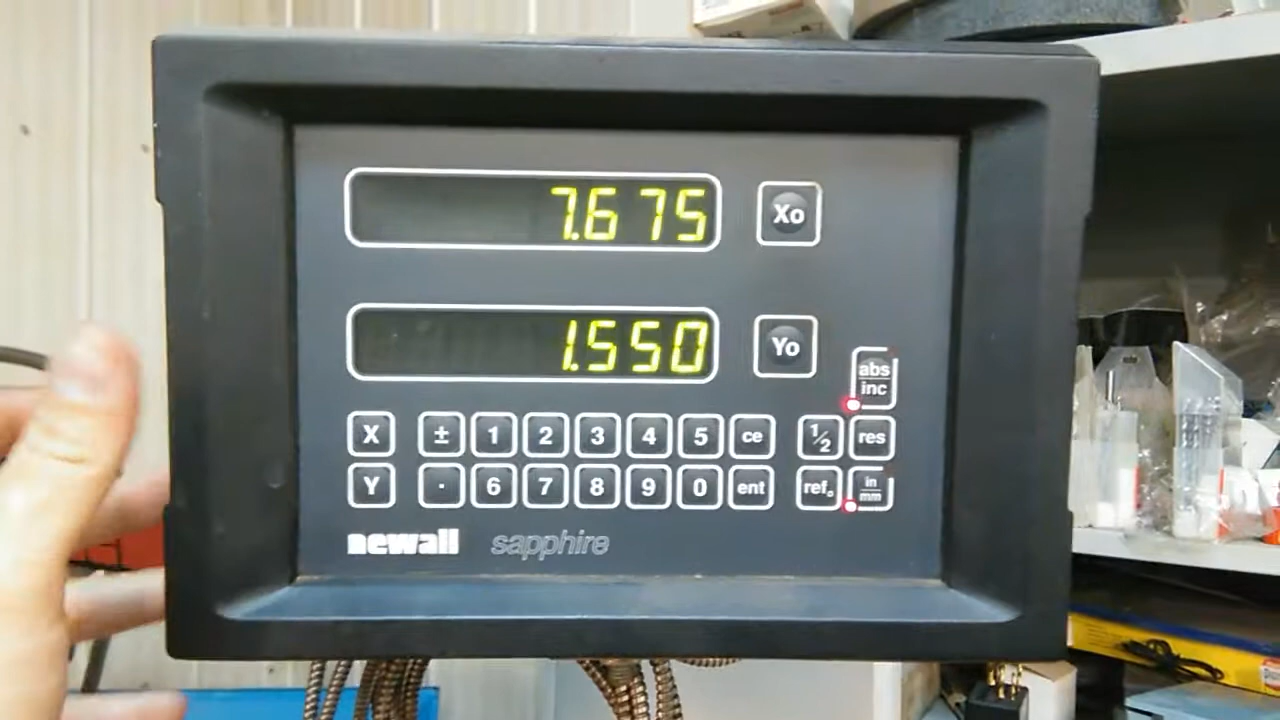 7.675
Xo
1.550
Yo
abs
inc
X ± 1 2 3 4 5 ce 1/2 res
Y . 6 7 8 9 0 ent refo in
mm
newall sapphire